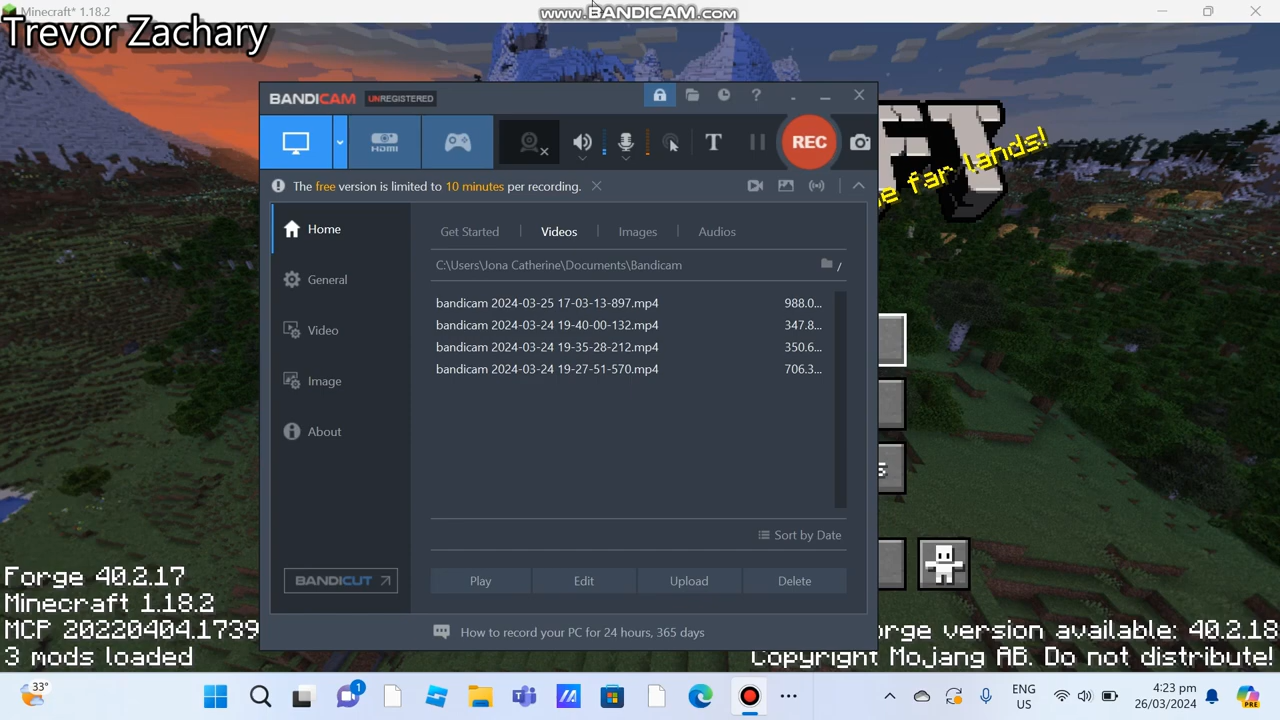 Minecraft* 1.18.2
www.BANDICAM.com
Trevor Zachary
BANDICAM UNREGISTERED
HDMI
T
REC
The free version is limited to 10 minutes per recording.
far lands!
Home
General
Video
Image
About
Get Started
Videos
Images
Audios
C:\Users\Jona Catherine\Documents\Bandicam
/
bandicam 2024-03-25 17-03-13-897.mp4 988.0...
bandicam 2024-03-24 19-40-00-132.mp4 347.8...
bandicam 2024-03-24 19-35-28-212.mp4 350.6...
bandicam 2024-03-24 19-27-51-570.mp4 706.3...
Sort by Date
BANDICUT
Play
Edit
Upload
Delete
How to record your PC for 24 hours, 365 days
Forge 40.2.17
Minecraft 1.18.2
MCP 20220404.1739
3 mods loaded
orge version available: 40.2.18
Copyright Mojang AB. Do not distribute!
33°
1
ENG
US
4:23 pm
26/03/2024
PRE